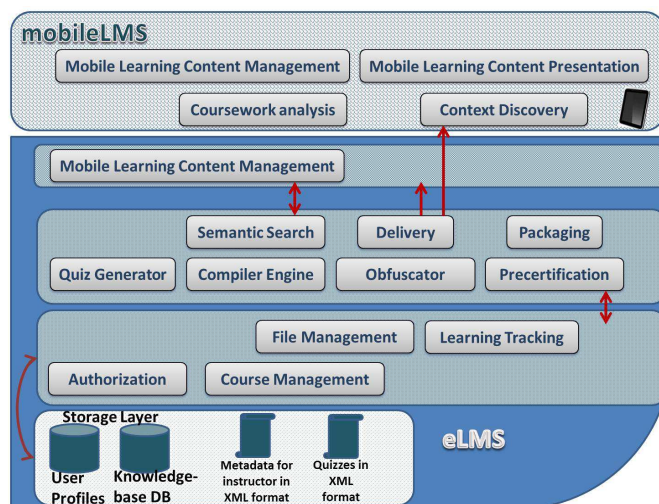 mobileLMS
Mobile Learning Content Management
Mobile Learning Content Presentation
Coursework analysis
Context Discovery
Mobile Learning Content Management
Semantic Search
Delivery
Packaging
Quiz Generator
Compiler Engine
Obfuscator
Precertification
File Management
Learning Tracking
Authorization
Course Management
Storage Layer
eLMS
User
Profiles
Knowledge-
base DB
Metadada for
instructor in
XML format
Quizzes in
XML
format